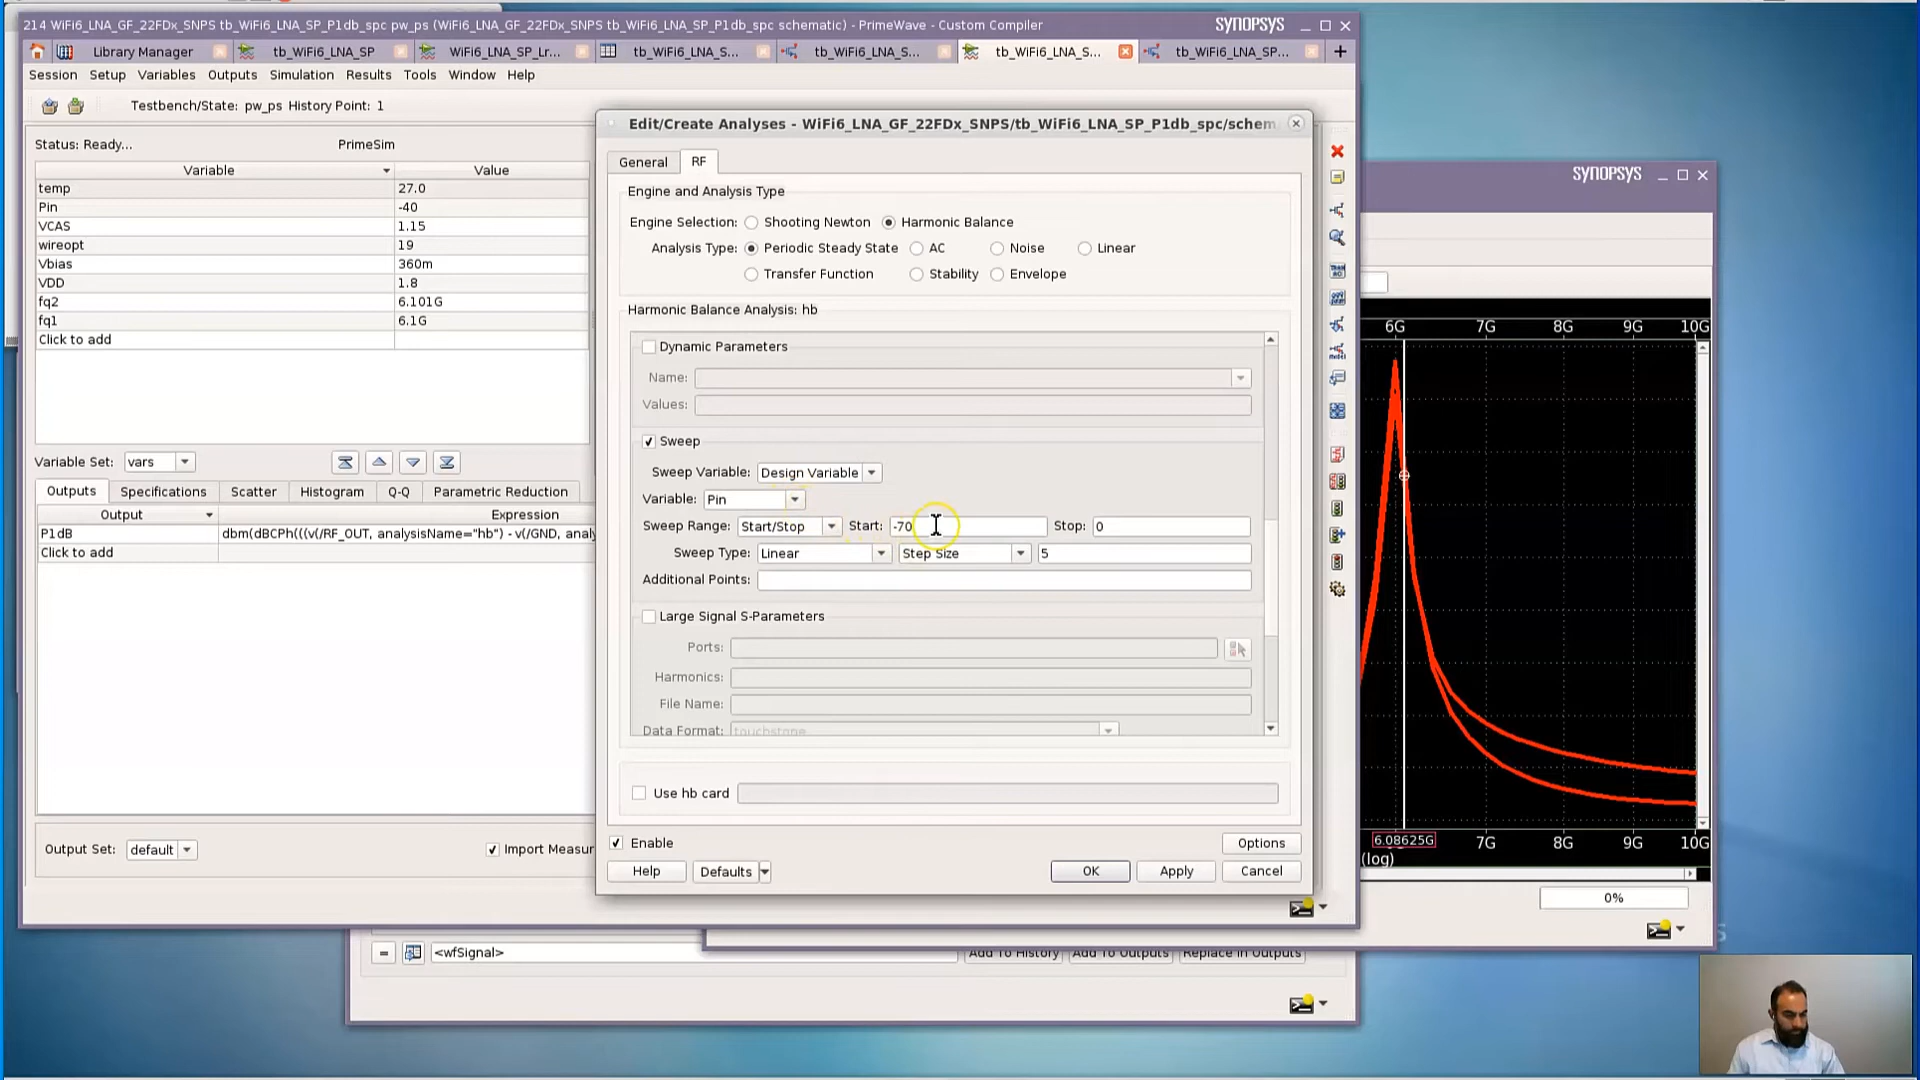 214 WiFi6_LNA_GF_22FDx_SNPS tb_WiFi6_LNA_SP_P1db_spc pw_ps (WiFi6_LNA_GF_22FDx_SNPS tb_WiFi6_LNA_SP_P1db_spc schematic) - PrimeWave - Custom Compiler
SYNOPSYS
Library Manager tb_WiFi6_LNA_SP WiFi6_LNA_SP_Lr... tb_WiFi6_LNA_S... tb_WiFi6_LNA_S... tb_WiFi6_LNA_S... tb_WiFi6_LNA_SP...
Session Setup Variables Outputs Simulation Results Tools Window Help
Testbench/State: pw_ps History Point: 1
Status: Ready... PrimeSim
Variable Value
temp 27.0
Pin -40
VCAS 1.15
wireopt 19
Vbias 360m
VDD 1.8
fq2 6.101G
fq1 6.1G
Click to add
Variable Set: vars
Outputs Specifications Scatter Histogram Q-Q Parametric Reduction
Output Expression
P1dB dbm(dBCPh(((v(/RF_OUT, analysisName="hb") - v(/GND, analy
Click to add
Output Set: default Import Measur
Edit/Create Analyses - WiFi6_LNA_GF_22FDx_SNPS/tb_WiFi6_LNA_SP_P1db_spc/schem
General RF
Engine and Analysis Type
Engine Selection: Shooting Newton Harmonic Balance
Analysis Type: Periodic Steady State AC Noise Linear
Transfer Function Stability Envelope
Harmonic Balance Analysis: hb
Dynamic Parameters
Name:
Values:
Sweep
Sweep Variable: Design Variable
Variable: Pin
Sweep Range: Start/Stop Start: -70 Stop: 0
Sweep Type: Linear Step Size 5
Additional Points:
Large Signal S-Parameters
Ports:
Harmonics:
File Name:
Data Format: touchstone
Use hb card
Enable Options
Help Defaults OK Apply Cancel
SYNOPSYS
6G 7G 8G 9G 10G
6.08625G 7G 8G 9G 10G
(log)
0%
= <wfSignal> Add To History Add To Outputs Replace in Outputs